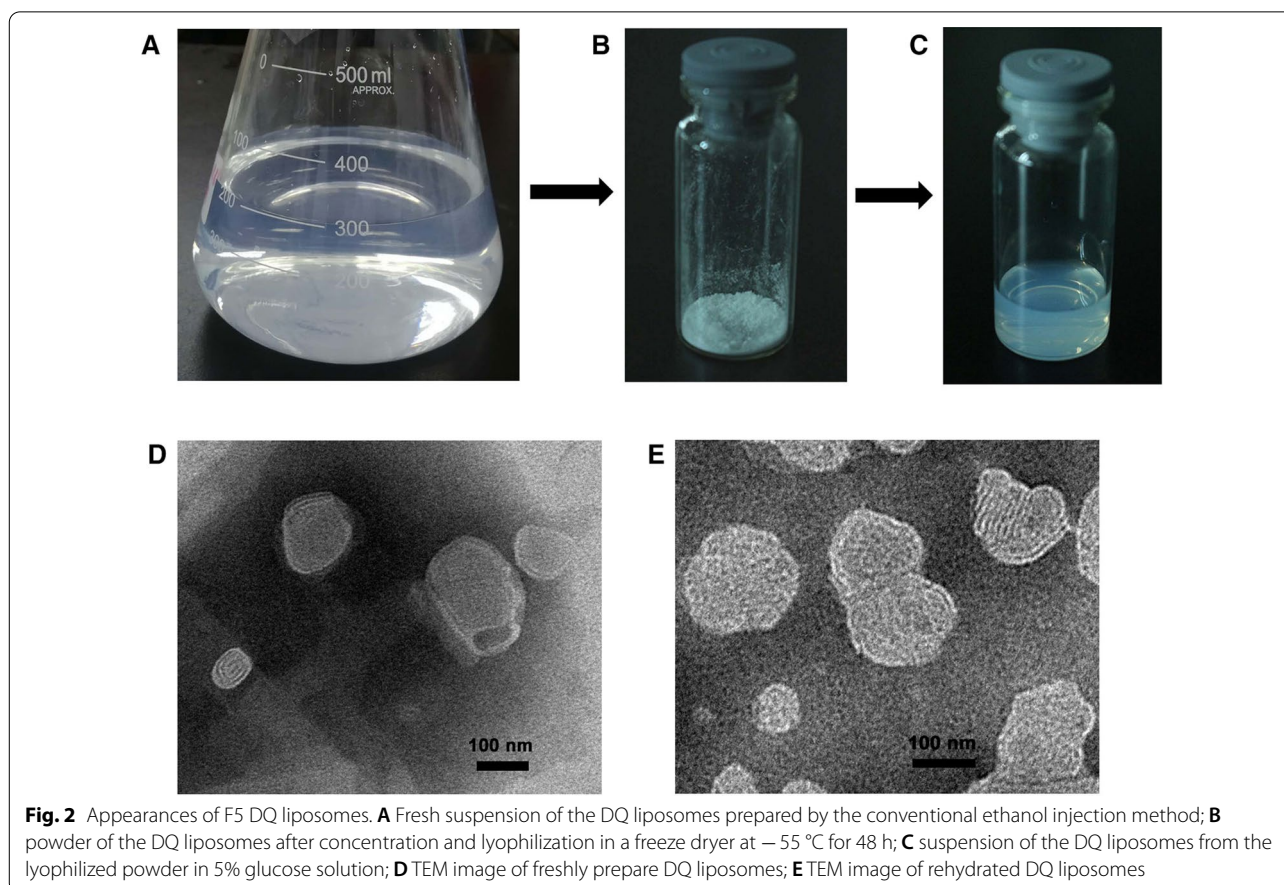 A
B
C
0
500 ml
APPROX.
100
400
200
300
300
200
D
E
100 nm
100 nm
Fig. 2 Appearances of F5 DQ liposomes. A Fresh suspension of the DQ liposomes prepared by the conventional ethanol injection method; B
powder of the DQ liposomes after concentration and lyophilization in a freeze dryer at − 55 °C for 48 h; C suspension of the DQ liposomes from the
lyophilized powder in 5% glucose solution; D TEM image of freshly prepare DQ liposomes; E TEM image of rehydrated DQ liposomes